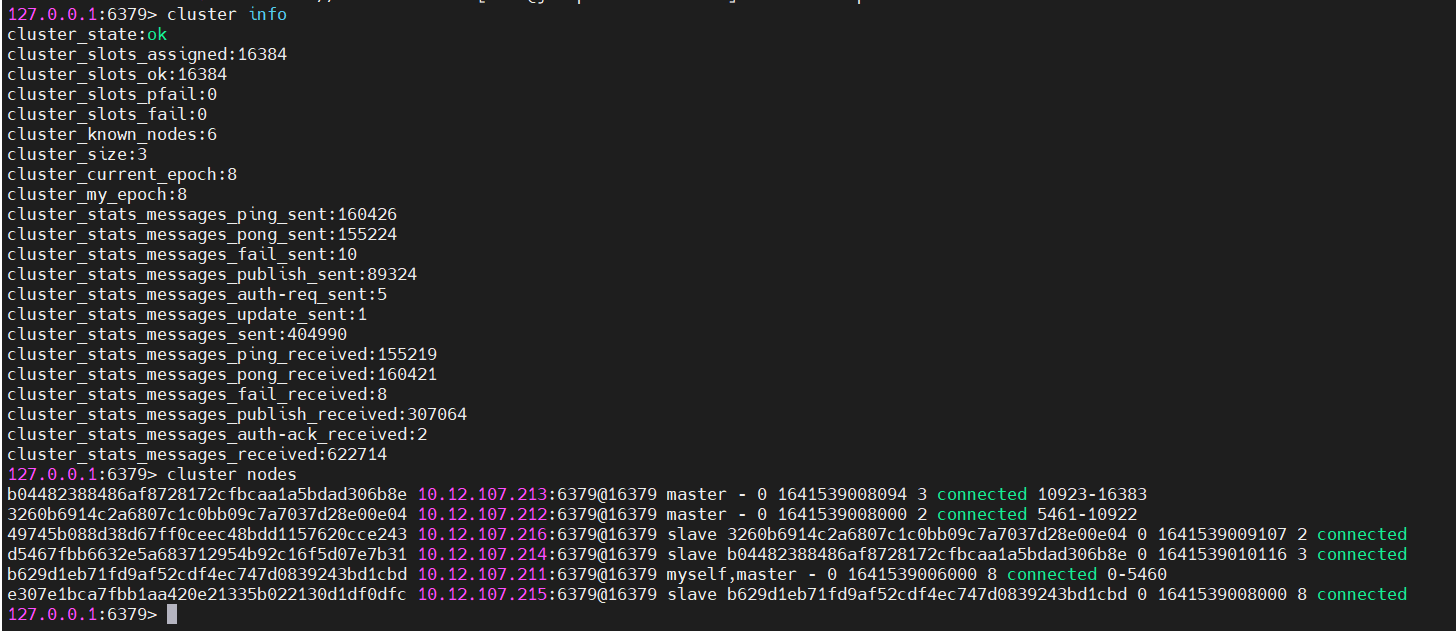 127.0.0.1:6379> cluster info
cluster_state:ok
cluster_slots_assigned:16384
cluster_slots_ok:16384
cluster_slots_pfail:0
cluster_slots_fail:0
cluster_known_nodes:6
cluster_size:3
cluster_current_epoch:8
cluster_my_epoch:8
cluster_stats_messages_ping_sent:160426
cluster_stats_messages_pong_sent:155224
cluster_stats_messages_fail_sent:10
cluster_stats_messages_publish_sent:89324
cluster_stats_messages_auth-req_sent:5
cluster_stats_messages_update_sent:1
cluster_stats_messages_sent:404990
cluster_stats_messages_ping_received:155219
cluster_stats_messages_pong_received:160421
cluster_stats_messages_fail_received:8
cluster_stats_messages_publish_received:307064
cluster_stats_messages_auth-ack_received:2
cluster_stats_messages_received:622714
127.0.0.1:6379> cluster nodes
b04482388486af8728172cfbcaa1a5bdad306b8e 10.12.107.213:6379@16379 master - 0 1641539008094 3 connected 10923-16383
3260b6914c2a6807c1c0bb09c7a7037d28e00e04 10.12.107.212:6379@16379 master - 0 1641539008000 2 connected 5461-10922
49745b088d38d67ff0ceec48bdd1157620cce243 10.12.107.216:6379@16379 slave 3260b6914c2a6807c1c0bb09c7a7037d28e00e04 0 1641539009107 2 connected
d5467fbb6632e5a683712954b92c16f5d07e7b31 10.12.107.214:6379@16379 slave b04482388486af8728172cfbcaa1a5bdad306b8e 0 1641539010116 3 connected
b629d1eb71fd9af52cdf4ec747d0839243bd1cbd 10.12.107.211:6379@16379 myself,master - 0 1641539006000 8 connected 0-5460
e307e1bca7fbb1aa420e21335b022130d1df0dfc 10.12.107.215:6379@16379 slave b629d1eb71fd9af52cdf4ec747d0839243bd1cbd 0 1641539008000 8 connected
127.0.0.1:6379>